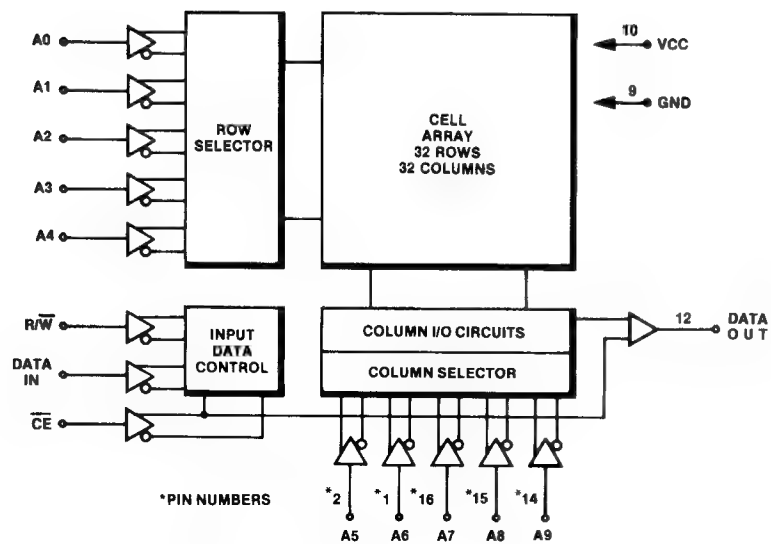 A0
A1
A2
A3
A4
ROW
SELECTOR
CELL
ARRAY
32 ROWS
32 COLUMNS
10
VCC
9
GND
R/W̅
DATA
IN
C̅E̅
INPUT
DATA
CONTROL
COLUMN I/O CIRCUITS
COLUMN SELECTOR
12
DATA
OUT
*PIN NUMBERS
*2
*1
*16
*15
*14
A5
A6
A7
A8
A9